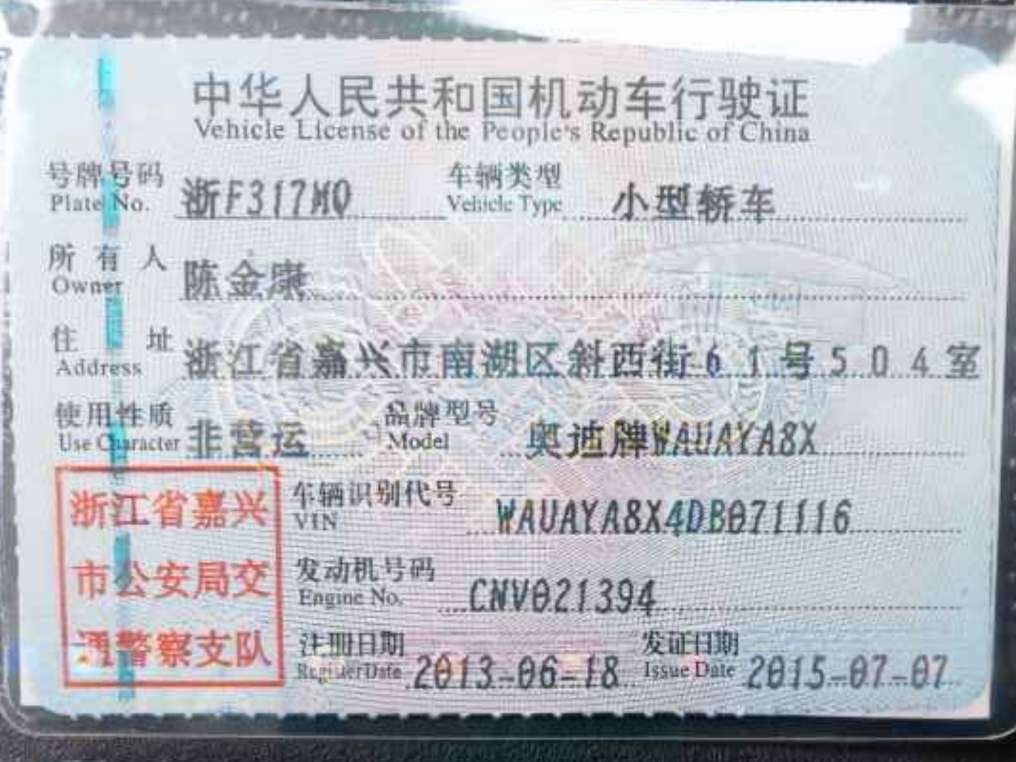 中华人民共和国机动车行驶证
Vehicle License of the People's Republic of China
号牌号码 浙F317MQ 车辆类型 小型轿车
Plate No. Vehicle Type
所有人 陈金康
Owner
住址 浙江省嘉兴市南湖区斜西街61号504室
Address
使用性质 非营运 品牌型号 奥迪牌WAUAYA8X
Use Character Model
浙江省嘉兴
市公安局交
通警察支队
车辆识别代号 WAUAYA8X4DB071116
VIN
发动机号码 CNV021394
Engine No.
注册日期 2013-06-18 发证日期 2015-07-07
Register Date Issue Date